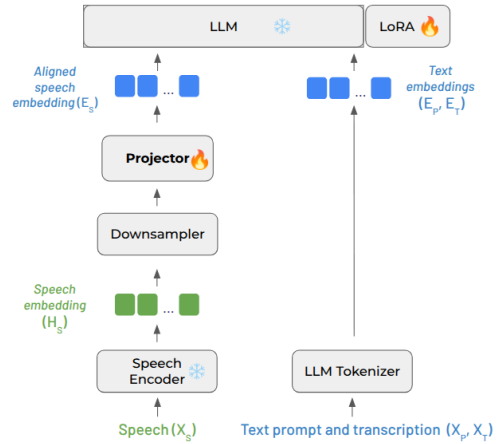 LLM
LoRA
Aligned
speech
embedding (E_S)
...
...
Text
embeddings
(E_P, E_T)
Projector
Downsampler
Speech
embedding
(H_S)
...
Speech
Encoder
LLM Tokenizer
Speech (X_S)
Text prompt and transcription (X_P, X_T)